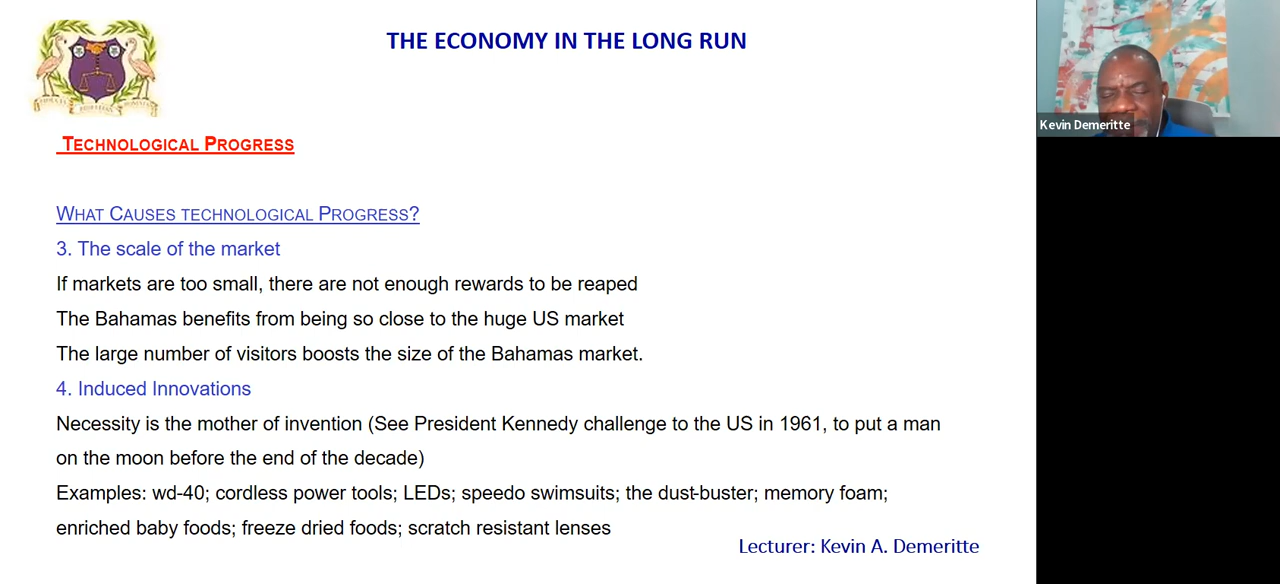 THE ECONOMY IN THE LONG RUN
Kevin Demeritte
TECHNOLOGICAL PROGRESS
WHAT CAUSES TECHNOLOGICAL PROGRESS?
3. The scale of the market
If markets are too small, there are not enough rewards to be reaped
The Bahamas benefits from being so close to the huge US market
The large number of visitors boosts the size of the Bahamas market.
4. Induced Innovations
Necessity is the mother of invention (See President Kennedy challenge to the US in 1961, to put a man
on the moon before the end of the decade)
Examples: wd-40; cordless power tools; LEDs; speedo swimsuits; the dust-buster; memory foam;
enriched baby foods; freeze dried foods; scratch resistant lenses
Lecturer: Kevin A. Demeritte